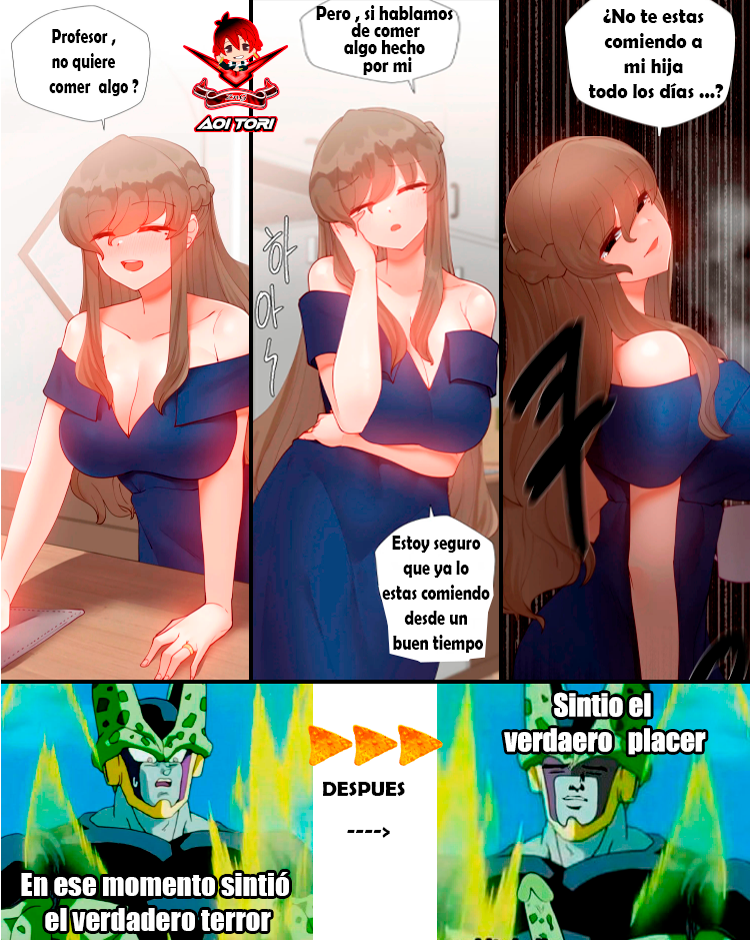 Profesor ,
no quiere
comer algo ?
AOI TORI
Pero , si hablamos
de comer
algo hecho
por mi
¿No te estas
comiendo a
mi hija
todo los días ...?
하
아
Estoy seguro
que ya lo
estas comiendo
desde un
buen tiempo
En ese momento sintió
el verdadero terror
DESPUES
---->
Sintio el
verdaero placer